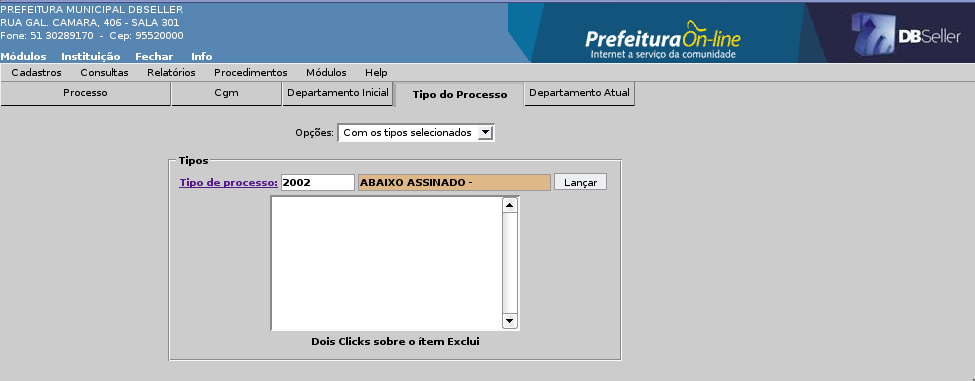 PREFEITURA MUNICIPAL DBSELLER
RUA GAL. CAMARA, 406 - SALA 301
Fone: 51 30289170 - Cep: 95520000
Prefeitura On-line
Internet a serviço da comunidade
DBSeller
Módulos Instituição Fechar Info
Cadastros Consultas Relatórios Procedimentos Módulos Help
Processo Cgm Departamento Inicial Tipo do Processo Departamento Atual
Opções: Com os tipos selecionados
Tipos
Tipo de processo: 2002 ABAIXO ASSINADO - Lançar
Dois Clicks sobre o ítem Exclui